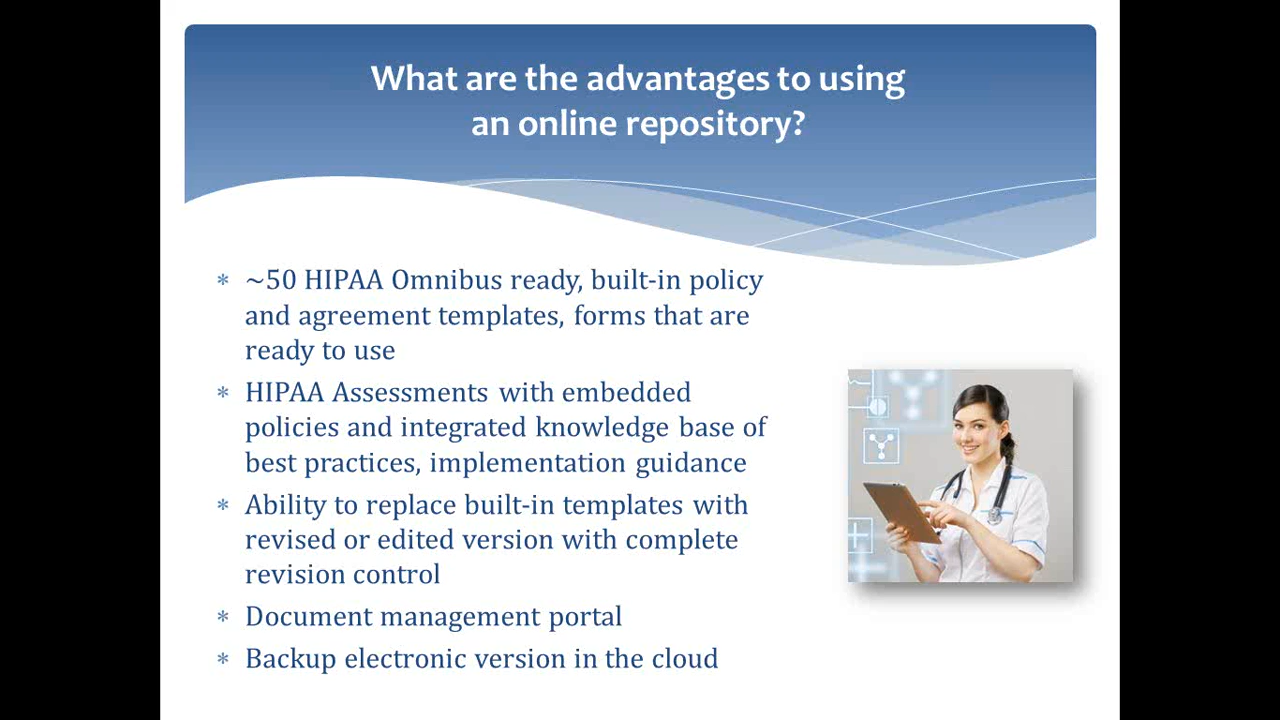 What are the advantages to using
an online repository?
* ~50 HIPAA Omnibus ready, built-in policy
and agreement templates, forms that are
ready to use
* HIPAA Assessments with embedded
policies and integrated knowledge base of
best practices, implementation guidance
* Ability to replace built-in templates with
revised or edited version with complete
revision control
* Document management portal
* Backup electronic version in the cloud